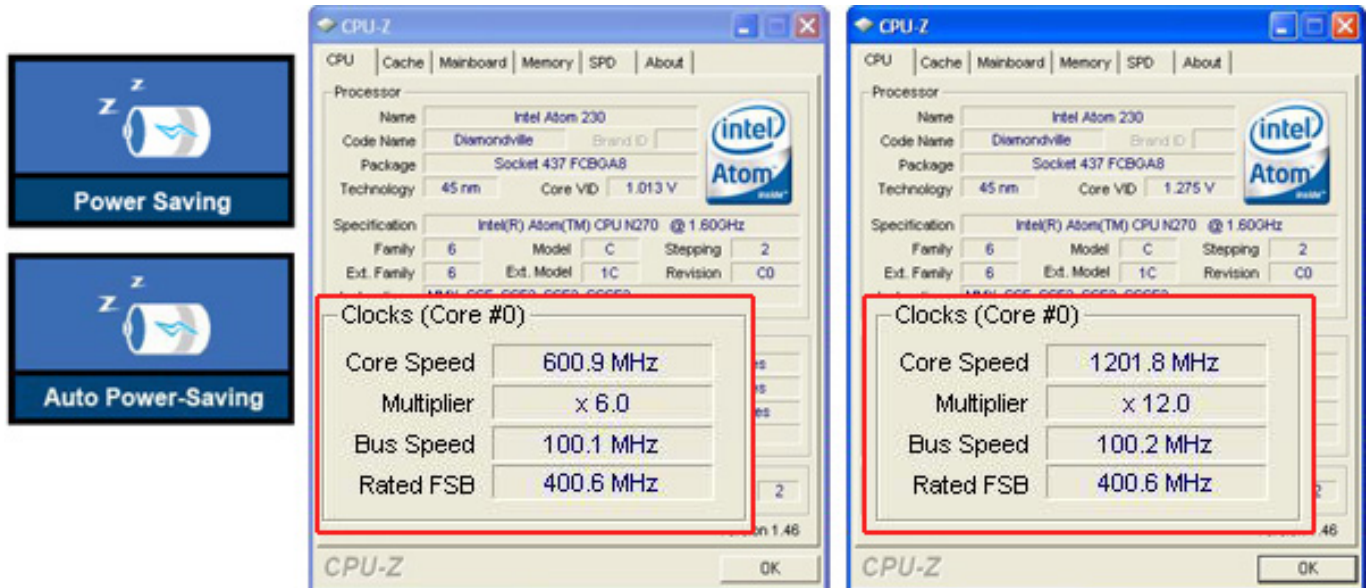 z
z
z
Power Saving
z
z
z
Auto Power-Saving
CPU-Z
CPU Cache Mainboard Memory SPD About
Processor
Name Intel Atom 230
Code Name Diamondville Brand ID
Package Socket 437 FCBGA8
Technology 45 nm Core VID 1.013 V
intel
Atom
inside
Specification Intel(R) Atom(TM) CPU N270 @ 1.60GHz
Family 6 Model C Stepping 2
Ext. Family 6 Ext. Model 1C Revision C0
Clocks (Core #0)
Core Speed 600.9 MHz
Multiplier x 6.0
Bus Speed 100.1 MHz
Rated FSB 400.6 MHz
2
1.46
CPU-Z OK
CPU-Z
CPU Cache Mainboard Memory SPD About
Processor
Name Intel Atom 230
Code Name Diamondville Brand ID
Package Socket 437 FCBGA8
Technology 45 nm Core VID 1.275 V
intel
Atom
inside
Specification Intel(R) Atom(TM) CPU N270 @ 1.60GHz
Family 6 Model C Stepping 2
Ext. Family 6 Ext. Model 1C Revision C0
Clocks (Core #0)
Core Speed 1201.8 MHz
Multiplier x 12.0
Bus Speed 100.2 MHz
Rated FSB 400.6 MHz
CPU-Z OK